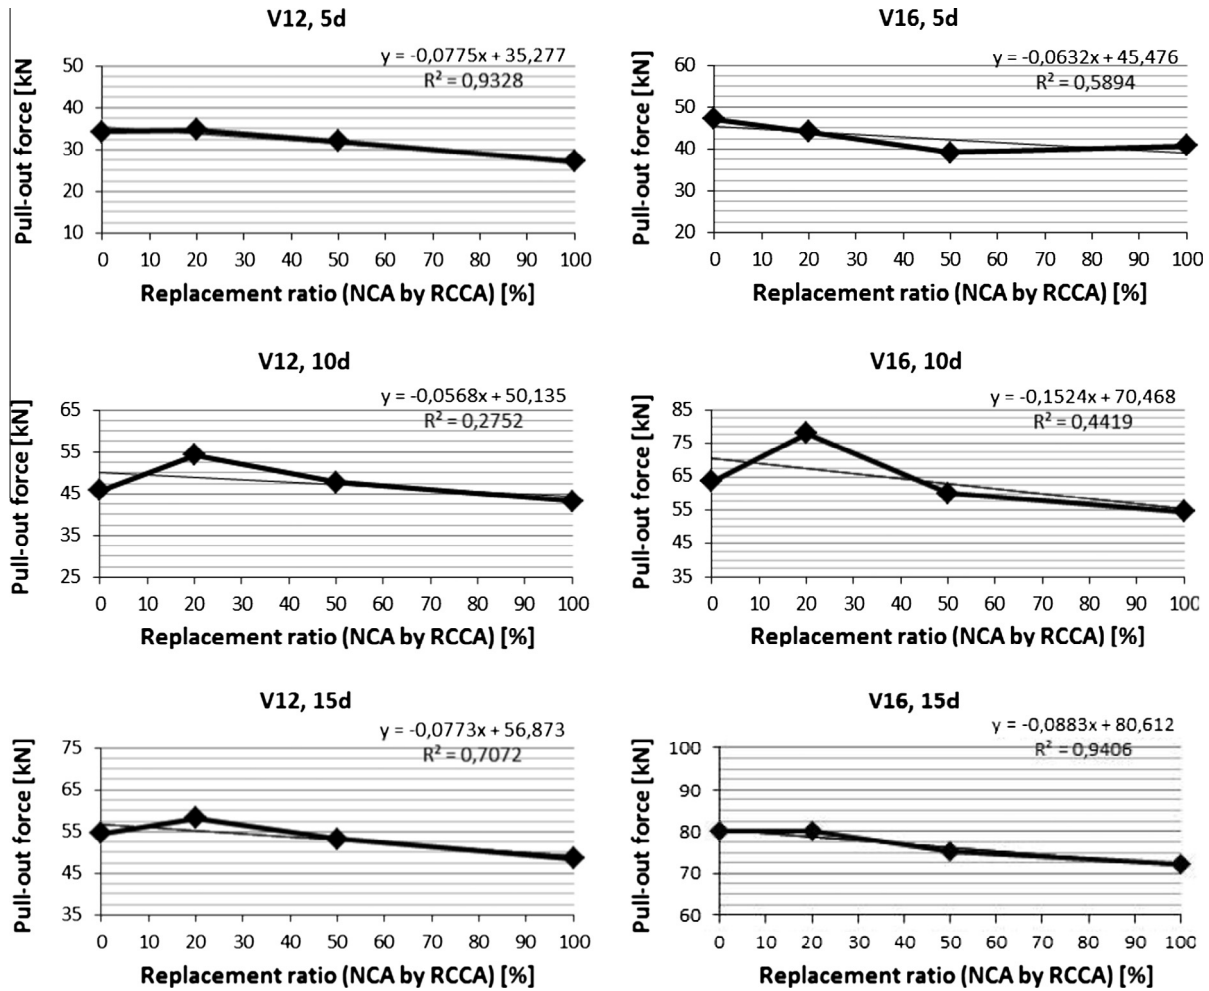 V12, 5d
y = -0,0775x + 35,277
R² = 0,9328
Pull-out force [kN
50
40
30
20
10
0 10 20 30 40 50 60 70 80 90 100
Replacement ratio (NCA by RCCA) [%]
V16, 5d
y = -0,0632x + 45,476
R² = 0,5894
Pull-out force [kN]
60
50
40
30
20
0 10 20 30 40 50 60 70 80 90 100
Replacement ratio (NCA by RCCA) [%]
V12, 10d
y = -0,0568x + 50,135
R² = 0,2752
Pull-out force [kN]
65
55
45
35
25
0 10 20 30 40 50 60 70 80 90 100
Replacement ratio (NCA by RCCA) [%]
V16, 10d
y = -0,1524x + 70,468
R² = 0,4419
Pull-out force [kN]
85
75
65
55
45
35
0 10 20 30 40 50 60 70 80 90 100
Replacement ratio (NCA by RCCA) [%]
V12, 15d
y = -0,0773x + 56,873
R² = 0,7072
Pull-out force [kN]
75
65
55
45
35
0 10 20 30 40 50 60 70 80 90 100
Replacement ratio (NCA by RCCA) [%]
V16, 15d
y = -0,0883x + 80,612
R² = 0,9406
Pull-out force [kN]
100
90
80
70
60
0 10 20 30 40 50 60 70 80 90 100
Replacement ratio (NCA by RCCA) [%]